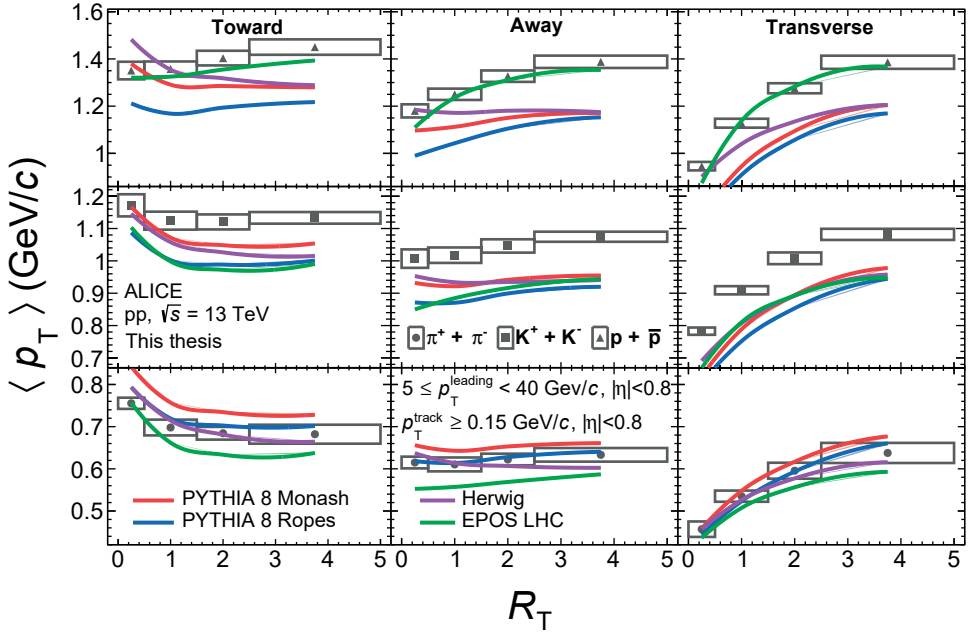 Toward
Away
Transverse
1.6
1.4
1.2
1
1.2
1.1
1
0.9
0.8
0.7
0.8
0.7
0.6
0.5
⟨ p_T ⟩ (GeV/c)
ALICE
pp, √s = 13 TeV
This thesis
π⁺ + π⁻ K⁺ + K⁻ p + p̅
5 ≤ p_T^leading < 40 GeV/c, |η|<0.8
p_T^track ≥ 0.15 GeV/c, |η|<0.8
PYTHIA 8 Monash
PYTHIA 8 Ropes
Herwig
EPOS LHC
0 1 2 3 4 5 0 1 2 3 4 5 0 1 2 3 4 5
R_T